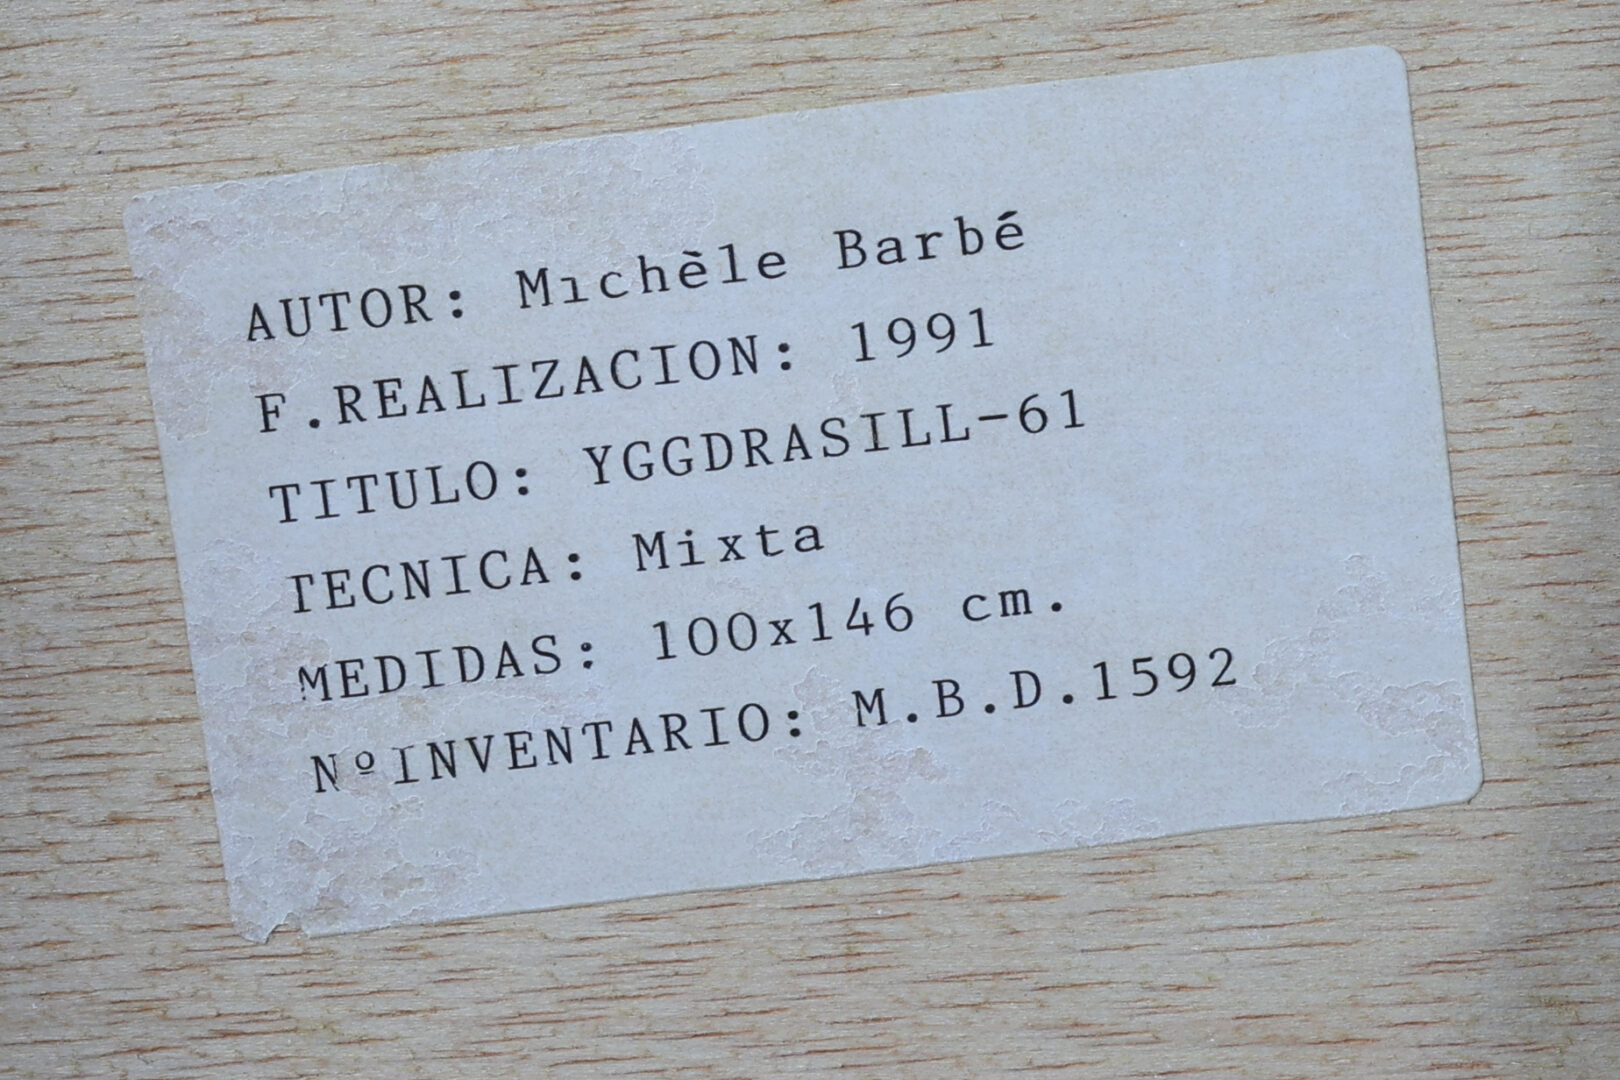 AUTOR: Michèle Barbé
F.REALIZACION: 1991
TITULO: YGGDRASILL-61
TECNICA: Mixta
MEDIDAS: 100x146 cm.
NºINVENTARIO: M.B.D.1592